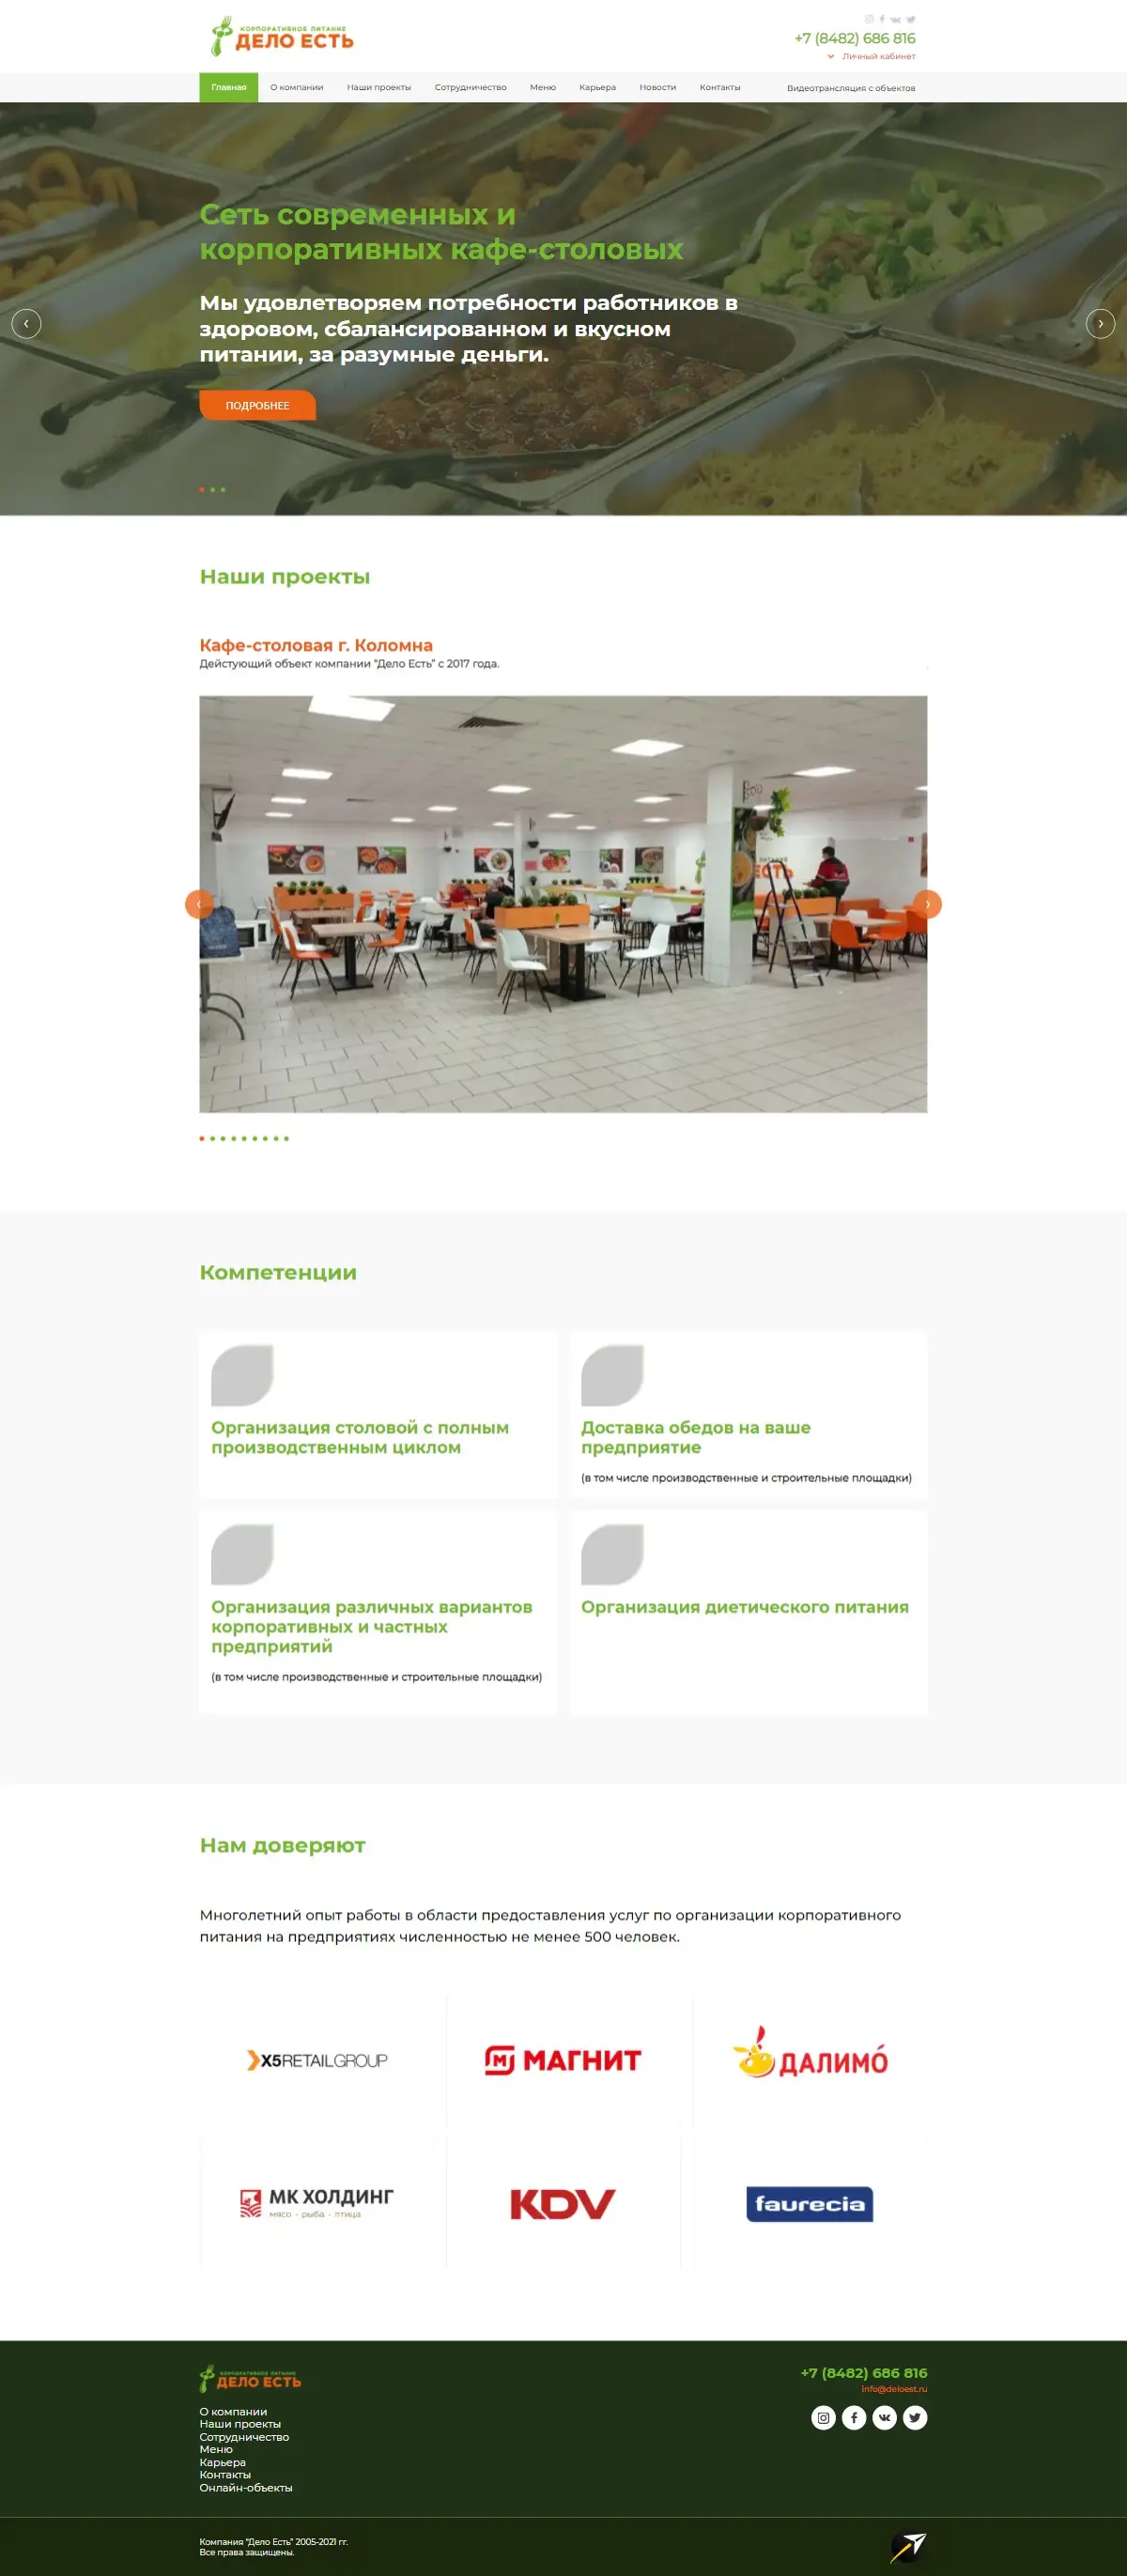 КОРПОРАТИВНОЕ ПИТАНИЕ
ДЕЛО ЕСТЬ
+7 (8482) 686 816
Личный кабинет
Главная
О компании
Наши проекты
Сотрудничество
Меню
Карьера
Новости
Контакты
Видеотрансляция с объектов
Сеть современных и
корпоративных кафе-столовых
Мы удовлетворяем потребности работников в
здоровом, сбалансированном и вкусном
питании, за разумные деньги.
ПОДРОБНЕЕ
Наши проекты
Кафе-столовая г. Коломна
Дейстующий объект компании “Дело Есть” с 2017 года.
ЕСТЬ
Компетенции
Организация столовой с полным
производственным циклом
Доставка обедов на ваше
предприятие
(в том числе производственные и строительные площадки)
Организация различных вариантов
корпоративных и частных
предприятий
(в том числе производственные и строительные площадки)
Организация диетического питания
Нам доверяют
Многолетний опыт работы в области предоставления услуг по организации корпоративного
питания на предприятиях численностью не менее 500 человек.
X5RETAILGROUP
МАГНИТ
ДАЛИМО́
МК ХОЛДИНГ
мясо - рыба - птица
KDV
faurecia
КОРПОРАТИВНОЕ ПИТАНИЕ
ДЕЛО ЕСТЬ
+7 (8482) 686 816
info@deloest.ru
О компании
Наши проекты
Сотрудничество
Меню
Карьера
Контакты
Онлайн-объекты
Компания “Дело Есть” 2005-2021 гг.
Все права защищены.